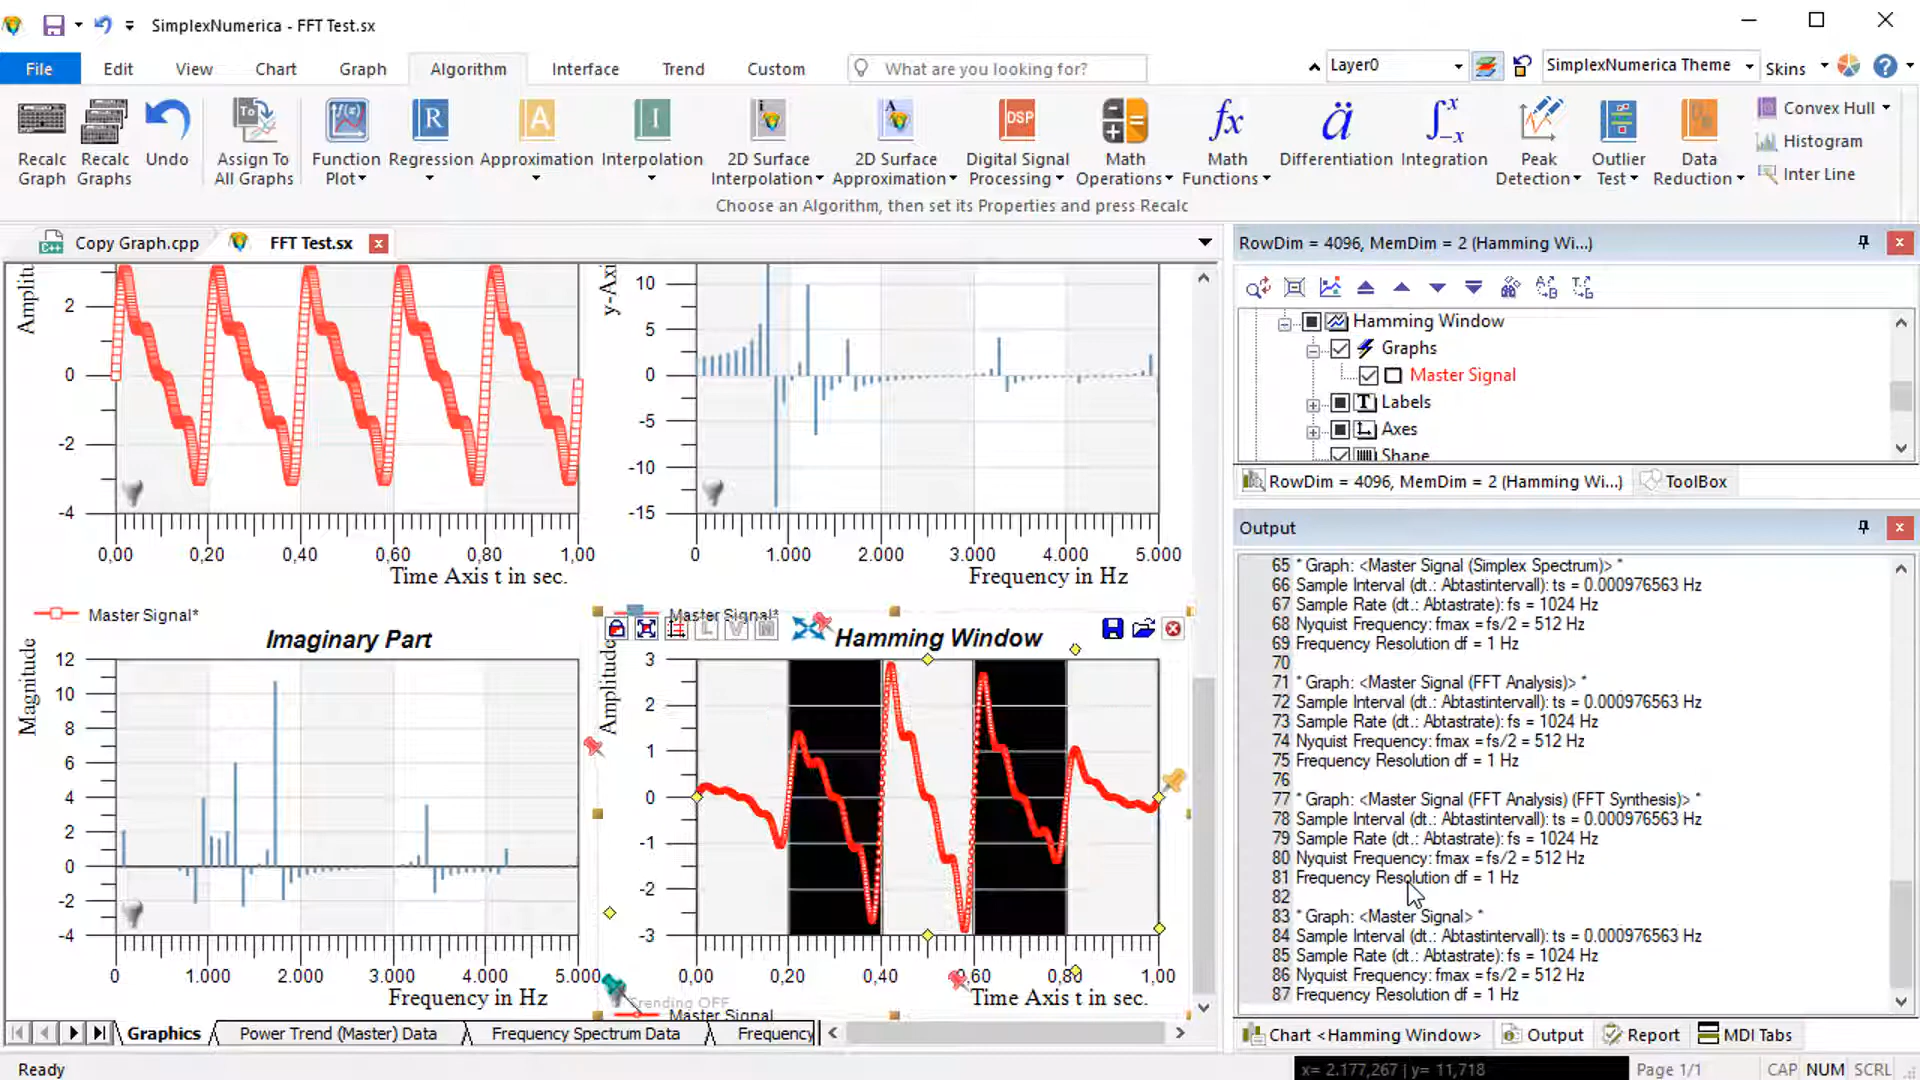 SimplexNumerica - FFT Test.sx
File Edit View Chart Graph Algorithm Interface Trend Custom What are you looking for? Layer0 SimplexNumerica Theme Skins
Recalc Graph
Recalc Graphs
Undo
Assign To All Graphs
Function Plot
Regression
Approximation
Interpolation
2D Surface Interpolation
2D Surface Approximation
DSP
Digital Signal Processing
Math Operations
Math Functions
Differentiation
Integration
Peak Detection
Outlier Test
Data Reduction
Convex Hull
Histogram
Inter Line
Choose an Algorithm, then set its Properties and press Recalc
Copy Graph.cpp FFT Test.sx
Amplitu
2
0
-2
-4
0,00 0,20 0,40 0,60 0,80 1,00
Time Axis t in sec.
y-Axi
10
5
0
-5
-10
-15
0 1.000 2.000 3.000 4.000 5.000
Frequency in Hz
Master Signal*
Imaginary Part
Magnitude
12
10
8
6
4
2
0
-2
-4
0 1.000 2.000 3.000 4.000 5.000
Frequency in Hz
Master Signal*
Hamming Window
Amplitude
3
2
1
0
-1
-2
-3
0,00 0,20 0,40 0,60 0,80 1,00
Time Axis t in sec.
Trending OFF
Master Signal
Graphics Power Trend (Master) Data Frequency Spectrum Data Frequency
RowDim = 4096, MemDim = 2 (Hamming Wi...)
Hamming Window
Graphs
Master Signal
Labels
Axes
Shape
RowDim = 4096, MemDim = 2 (Hamming Wi...) ToolBox
Output
65 * Graph: <Master Signal (Simplex Spectrum)> *
66 Sample Interval (dt.: Abtastintervall): ts = 0.000976563 Hz
67 Sample Rate (dt.: Abtastrate): fs = 1024 Hz
68 Nyquist Frequency: fmax = fs/2 = 512 Hz
69 Frequency Resolution df = 1 Hz
70
71 * Graph: <Master Signal (FFT Analysis)> *
72 Sample Interval (dt.: Abtastintervall): ts = 0.000976563 Hz
73 Sample Rate (dt.: Abtastrate): fs = 1024 Hz
74 Nyquist Frequency: fmax = fs/2 = 512 Hz
75 Frequency Resolution df = 1 Hz
76
77 * Graph: <Master Signal (FFT Analysis) (FFT Synthesis)> *
78 Sample Interval (dt.: Abtastintervall): ts = 0.000976563 Hz
79 Sample Rate (dt.: Abtastrate): fs = 1024 Hz
80 Nyquist Frequency: fmax = fs/2 = 512 Hz
81 Frequency Resolution df = 1 Hz
82
83 * Graph: <Master Signal> *
84 Sample Interval (dt.: Abtastintervall): ts = 0.000976563 Hz
85 Sample Rate (dt.: Abtastrate): fs = 1024 Hz
86 Nyquist Frequency: fmax = fs/2 = 512 Hz
87 Frequency Resolution df = 1 Hz
Chart <Hamming Window> Output Report MDI Tabs
Ready x= 2.177,267 | y= 11,718 Page 1/1 CAP NUM SCRL